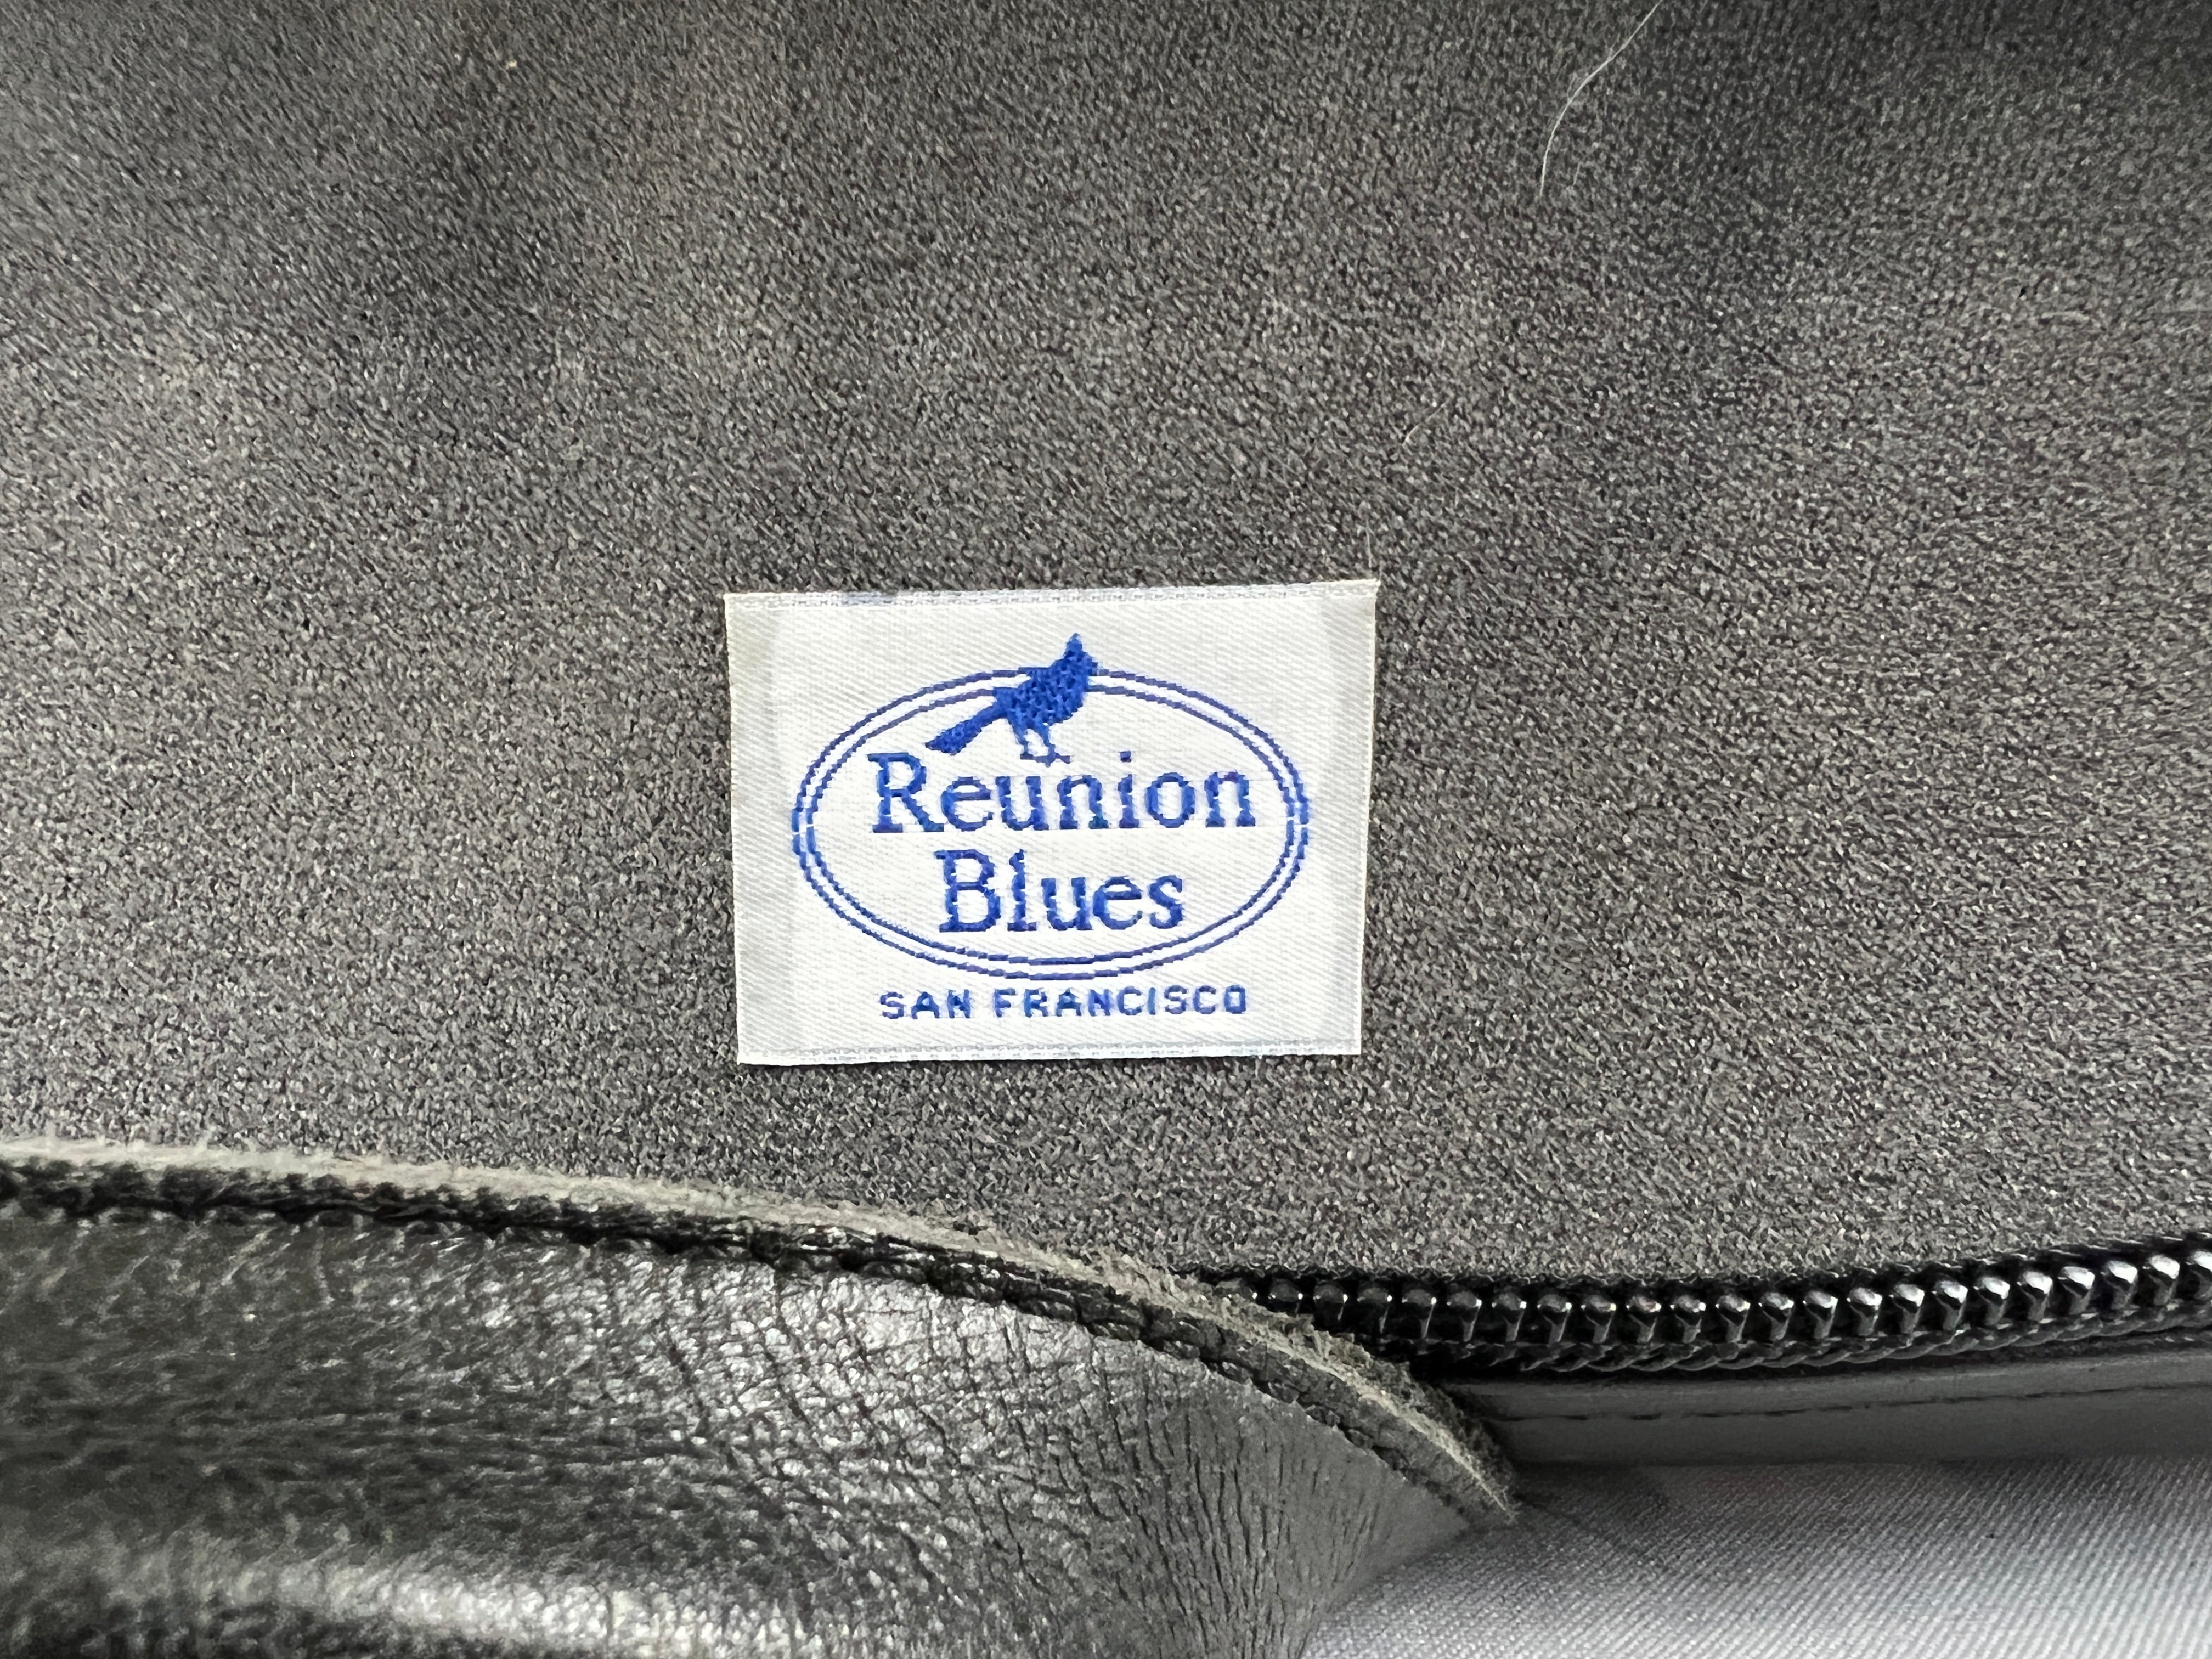 Reunion
Blues
SAN FRANCISCO